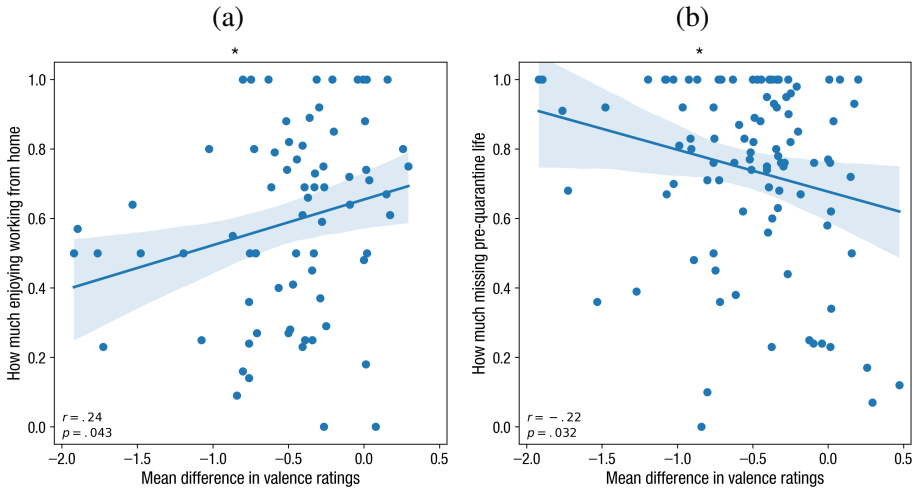 (a)
*
How much enjoying working from home
1.0
0.8
0.6
0.4
0.2
0.0
r = .24
p = .043
−2.0 −1.5 −1.0 −0.5 0.0 0.5
Mean difference in valence ratings
(b)
*
How much missing pre-quarantine life
1.0
0.8
0.6
0.4
0.2
0.0
r = −.22
p = .032
−2.0 −1.5 −1.0 −0.5 0.0 0.5
Mean difference in valence ratings